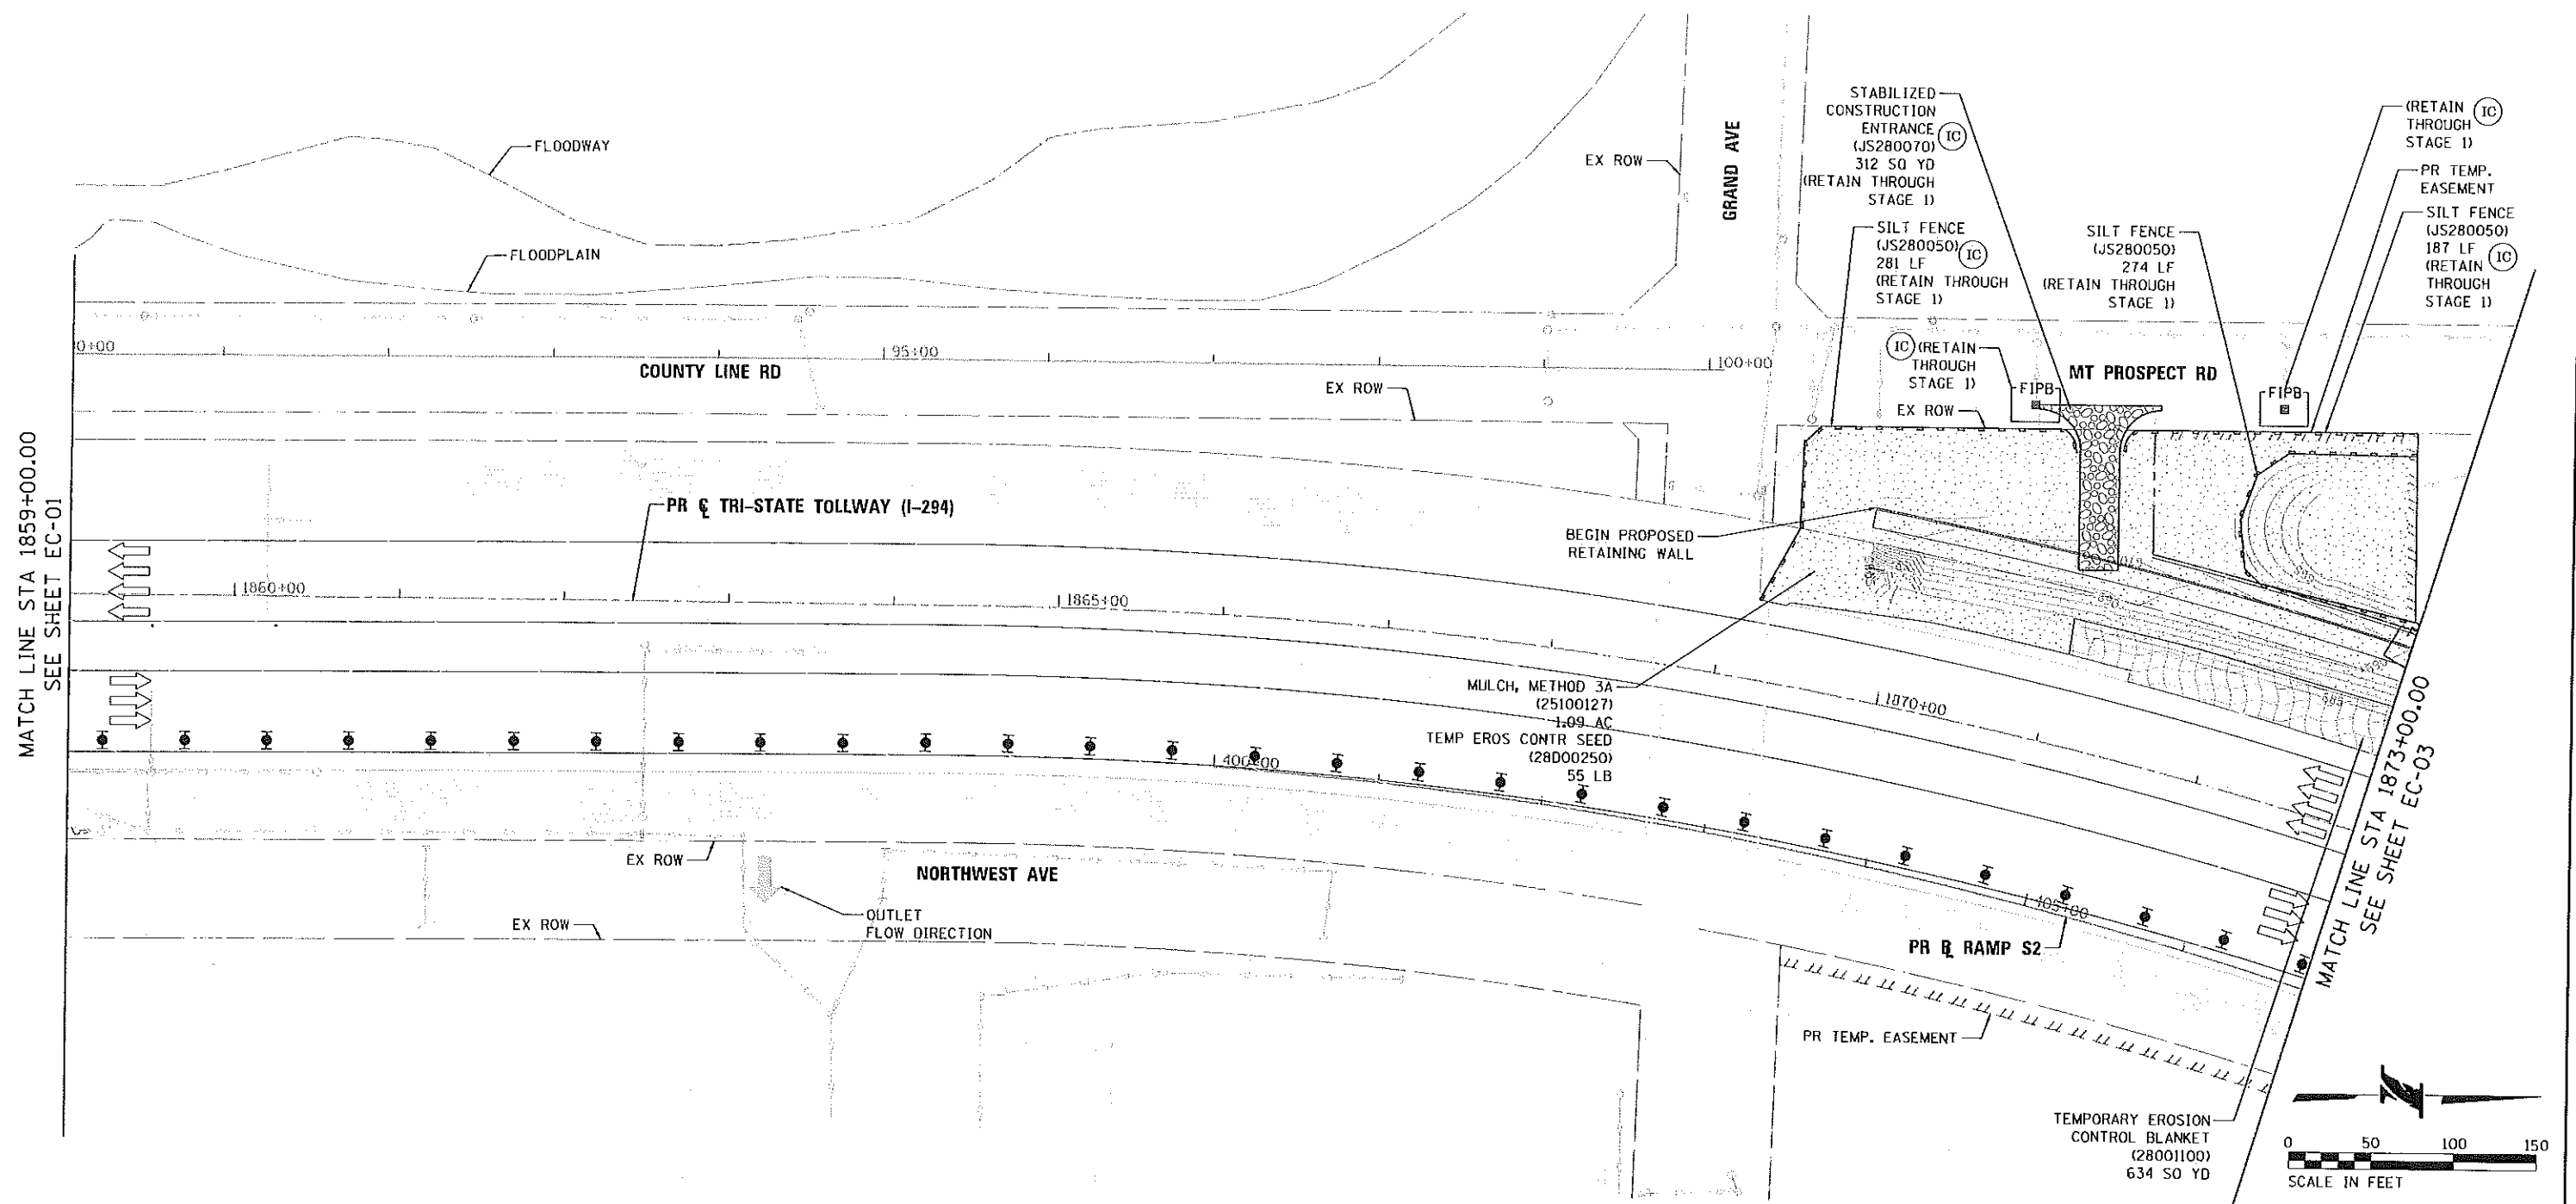 MATCH LINE STA 1859+00.00
SEE SHEET EC-01
FLOODWAY
FLOODPLAIN
0+00
95+00
100+00
COUNTY LINE RD
EX ROW
EX ROW
GRAND AVE
STABILIZED
CONSTRUCTION
ENTRANCE IC
(JS280070)
312 SQ YD
(RETAIN THROUGH
STAGE 1)
SILT FENCE
(JS280050) IC
281 LF
(RETAIN THROUGH
STAGE 1)
SILT FENCE
(JS280050)
274 LF
(RETAIN THROUGH
STAGE 1)
(RETAIN IC
THROUGH
STAGE 1)
PR TEMP.
EASEMENT
SILT FENCE
(JS280050)
187 LF
(RETAIN IC
THROUGH
STAGE 1)
IC (RETAIN
THROUGH
STAGE 1)
FIPB
MT PROSPECT RD
FIPB
EX ROW
PR ℄ TRI-STATE TOLLWAY (I-294)
1860+00
1865+00
1870+00
BEGIN PROPOSED
RETAINING WALL
MULCH, METHOD 3A
(25100127)
1.09 AC
TEMP EROS CONTR SEED
(28000250)
55 LB
400+00
405+00
EX ROW
NORTHWEST AVE
EX ROW
OUTLET
FLOW DIRECTION
PR B̲L RAMP S2
PR TEMP. EASEMENT
MATCH LINE STA 1873+00.00
SEE SHEET EC-03
TEMPORARY EROSION
CONTROL BLANKET
(28001100)
634 SQ YD
0 50 100 150
SCALE IN FEET